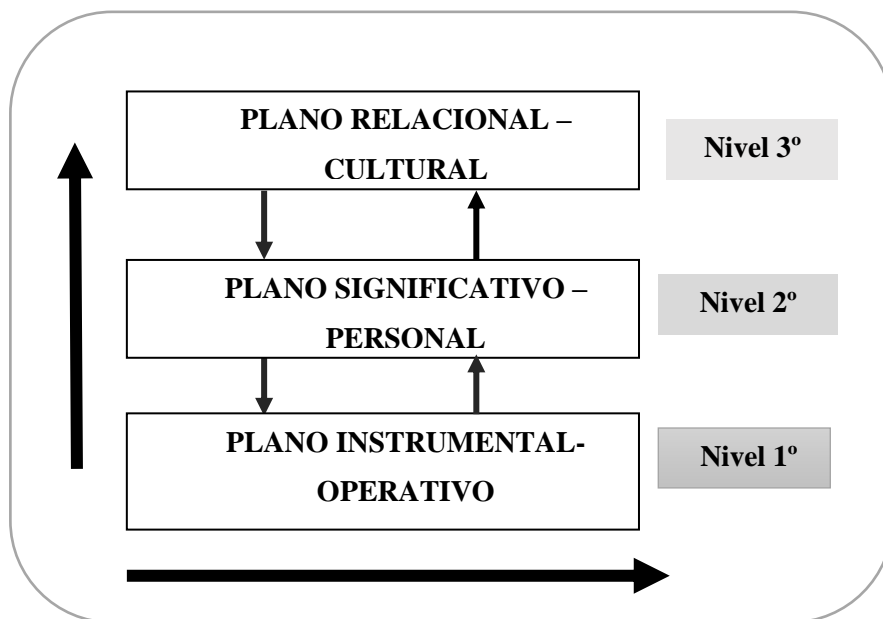 PLANO RELACIONAL –
CULTURAL
Nivel 3º
PLANO SIGNIFICATIVO –
PERSONAL
Nivel 2º
PLANO INSTRUMENTAL-
OPERATIVO
Nivel 1º